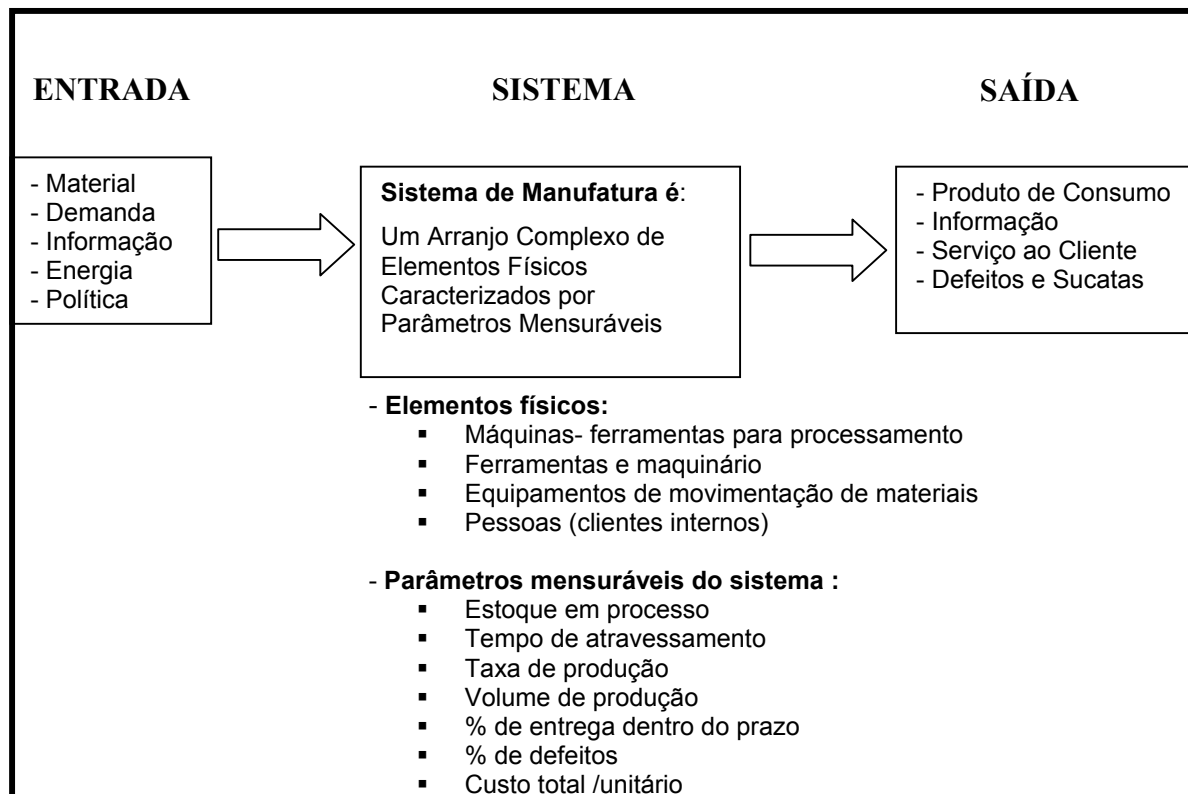 ENTRADA
SISTEMA
SAÍDA
- Material
- Demanda
- Informação
- Energia
- Política
Sistema de Manufatura é:
Um Arranjo Complexo de
Elementos Físicos
Caracterizados por
Parâmetros Mensuráveis
- Produto de Consumo
- Informação
- Serviço ao Cliente
- Defeitos e Sucatas
- Elementos físicos:
▪ Máquinas- ferramentas para processamento
▪ Ferramentas e maquinário
▪ Equipamentos de movimentação de materiais
▪ Pessoas (clientes internos)
- Parâmetros mensuráveis do sistema :
▪ Estoque em processo
▪ Tempo de atravessamento
▪ Taxa de produção
▪ Volume de produção
▪ % de entrega dentro do prazo
▪ % de defeitos
▪ Custo total /unitário